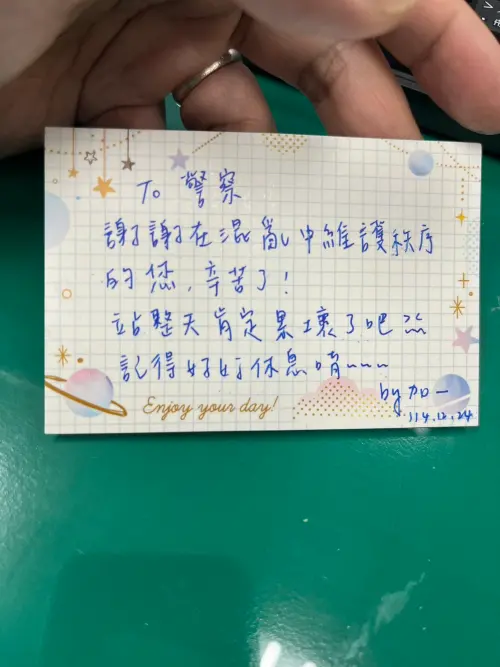 To 警察
謝謝在混亂中維護秩序
的您，辛苦了！
站整天肯定累壞了吧
記得好好休息唷~~~
by 加一
114.12.24
Enjoy your day!